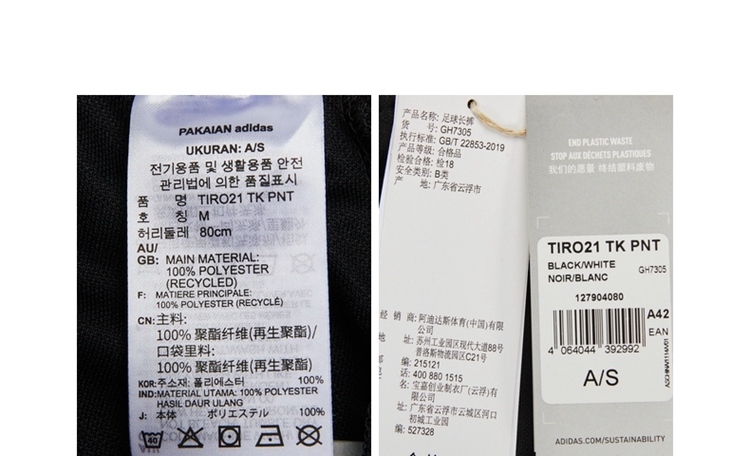 PAKAIAN adidas
UKURAN: A/S
전기용품 및 생활용품 안전
관리법에 의한 품질표시
품 명 TIRO21 TK PNT
호 칭 M
허리둘레 80cm
AU/
GB: MAIN MATERIAL:
100% POLYESTER
(RECYCLED)
F: MATIERE PRINCIPALE:
100% POLYESTER (RECYCLÉ)
CN: 主料:
100% 聚酯纤维(再生聚酯)/
口袋里料:
100% 聚酯纤维(再生聚酯)
KOR: 주소재: 폴리에스터 100%
IND: MATERIAL UTAMA: 100% POLYESTER
HASIL DAUR ULANG
J: 本体 ポリエステル 100%
40
产品名称: 足球长裤
货 号: GH7305
执行标准: GB/T 22853-2019
产品等级: 合格品
检验合格: 检18
安全类别: B类
产 地: 广东省云浮市
经 销 商: 阿迪达斯体育(中国)有限
公司
地 址: 苏州工业园区现代大道88号
普洛斯物流园区C21号
编: 215121
话: 400 880 1515
名: 宝嘉创业制衣厂(云浮)有
限公司
址: 广东省云浮市云城区河口
初城工业园
编: 527328
END PLASTIC WASTE
STOP AUX DÉCHETS PLASTIQUES
我们的愿景 终结塑料废物
TIRO21 TK PNT
BLACK/WHITE GH7305
NOIR/BLANC
127904080
A42
EAN
4 064044 392992
A/S
ADIDAS.COM/SUSTAINABILITY